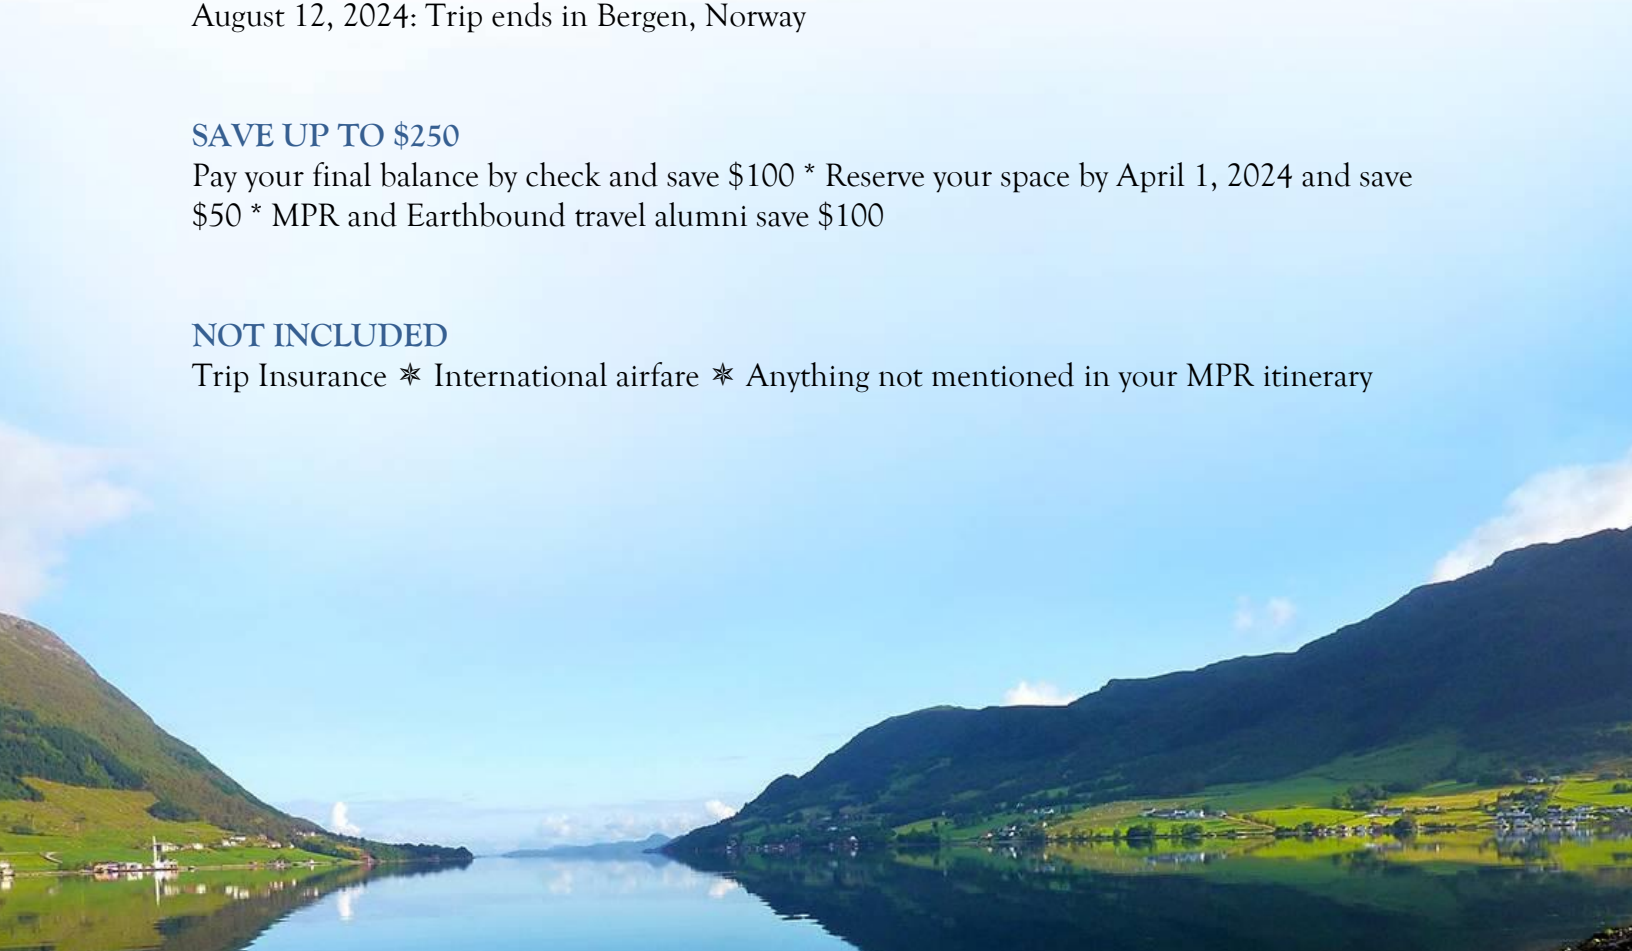 August 12, 2024: Trip ends in Bergen, Norway
SAVE UP TO $250
Pay your final balance by check and save $100 * Reserve your space by April 1, 2024 and save
$50 * MPR and Earthbound travel alumni save $100
NOT INCLUDED
Trip Insurance ✵ International airfare ✵ Anything not mentioned in your MPR itinerary